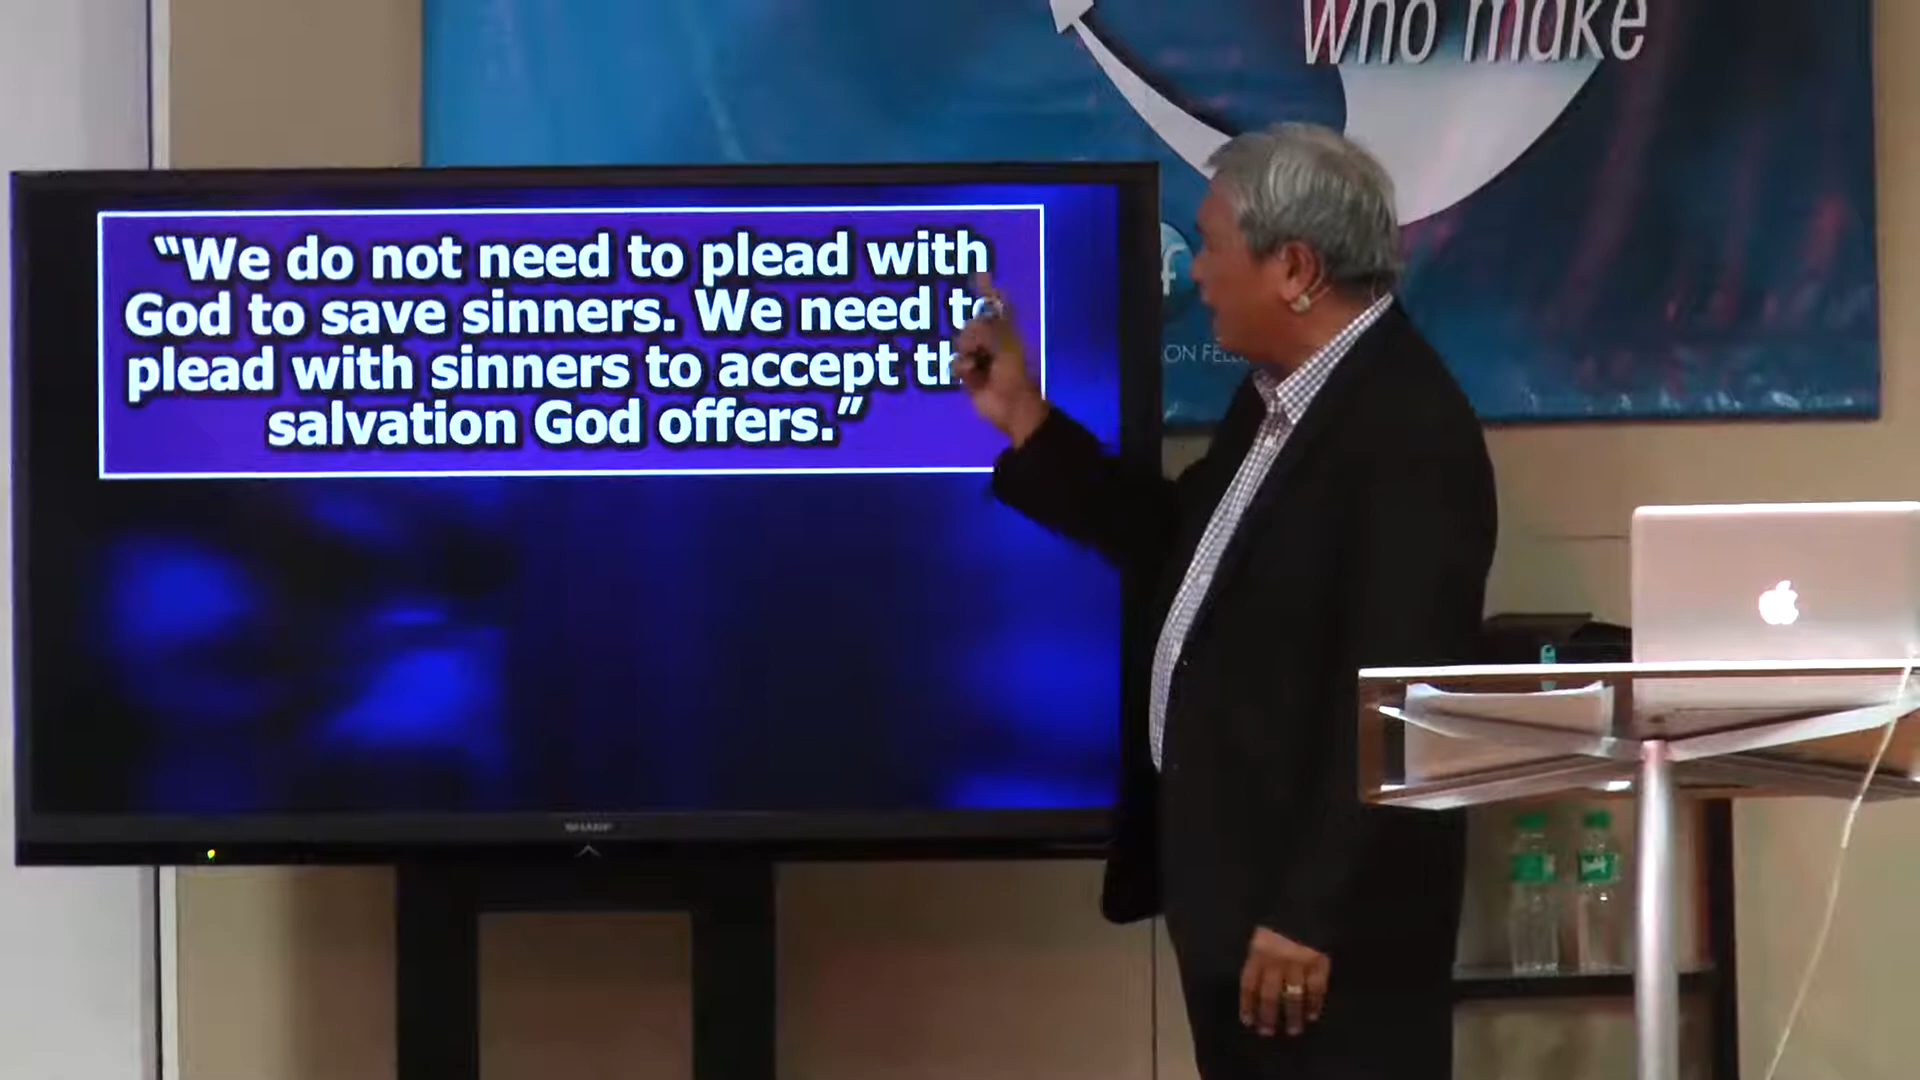 who make
"We do not need to plead with
God to save sinners. We need to
plead with sinners to accept
salvation God offers."
SHARP